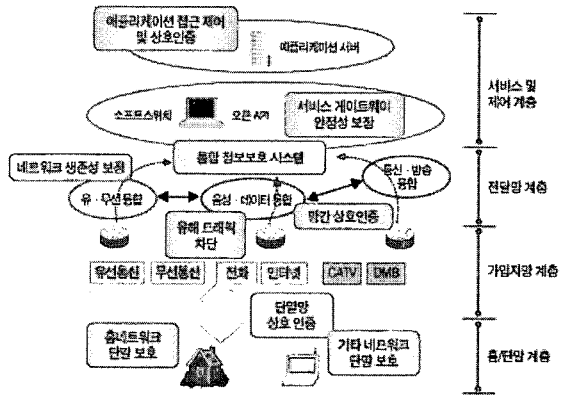 애플리케이션 접근 제어
및 상호인증
애플리케이션 서버
소프트스위치
오픈 API
서비스 게이트웨이
안정성 보장
서비스 및
제어 계층
네트워크 생존성 보장
통합 정보보호 시스템
유·무선통합
음성·데이터 통합
통신·방송
융합
전달망 계층
유해 트래픽
차단
망간 상호인증
유선통신
무선통신
전화
인터넷
CATV
DMB
가입자망 계층
단말망
상호 인증
홈네트워크
단말 보호
기타 네트워크
단말 보호
홈/단말 계층